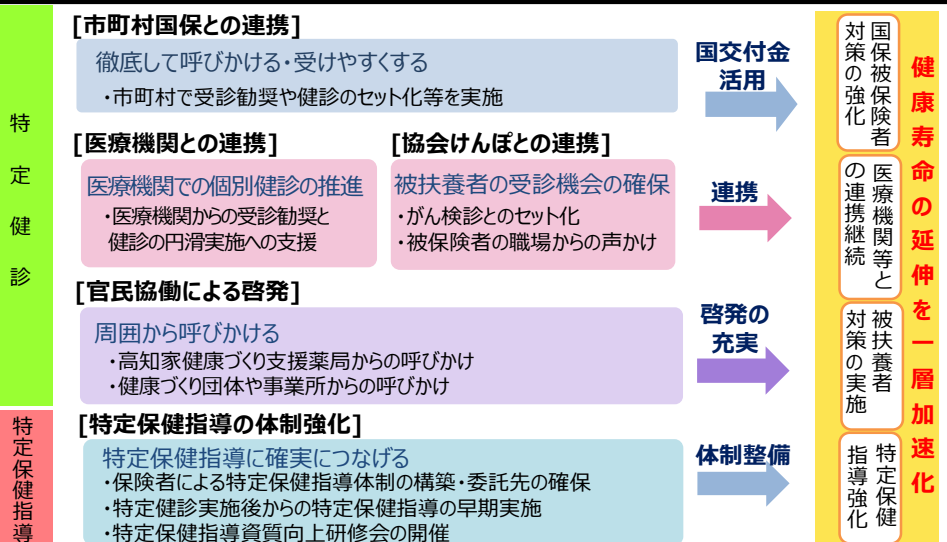 特定健診
[市町村国保との連携]
徹底して呼びかける・受けやすくする
・市町村で受診勧奨や健診のセット化等を実施
国交付金
活用
[医療機関との連携]
医療機関での個別健診の推進
・医療機関からの受診勧奨と
健診の円滑実施への支援
[協会けんぽとの連携]
被扶養者の受診機会の確保
・がん検診とのセット化
・被保険者の職場からの声かけ
連携
[官民協働による啓発]
周囲から呼びかける
・高知家健康づくり支援薬局からの呼びかけ
・健康づくり団体や事業所からの呼びかけ
啓発の
充実
特定保健指導
[特定保健指導の体制強化]
特定保健指導に確実につなげる
・保険者による特定保健指導体制の構築・委託先の確保
・特定健診実施後からの特定保健指導の早期実施
・特定保健指導資質向上研修会の開催
体制整備
国保被保険者
対策の強化
医療機関等と
の連携継続
被扶養者
対策の実施
特定保健
指導強化
健康寿命の延伸を一層加速化